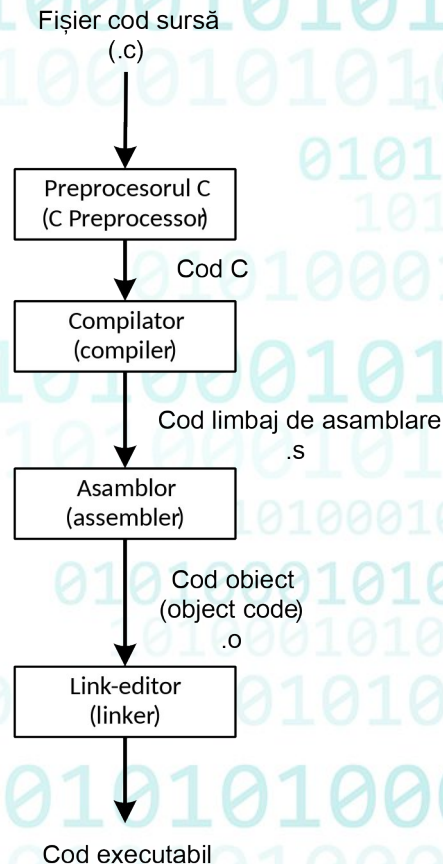 Fișier cod sursă
(.c)
Preprocesorul C
(C Preprocessor)
Cod C
Compilator
(compiler)
Cod limbaj de asamblare
.s
Asamblor
(assembler)
Cod obiect
(object code)
.o
Link-editor
(linker)
Cod executabil